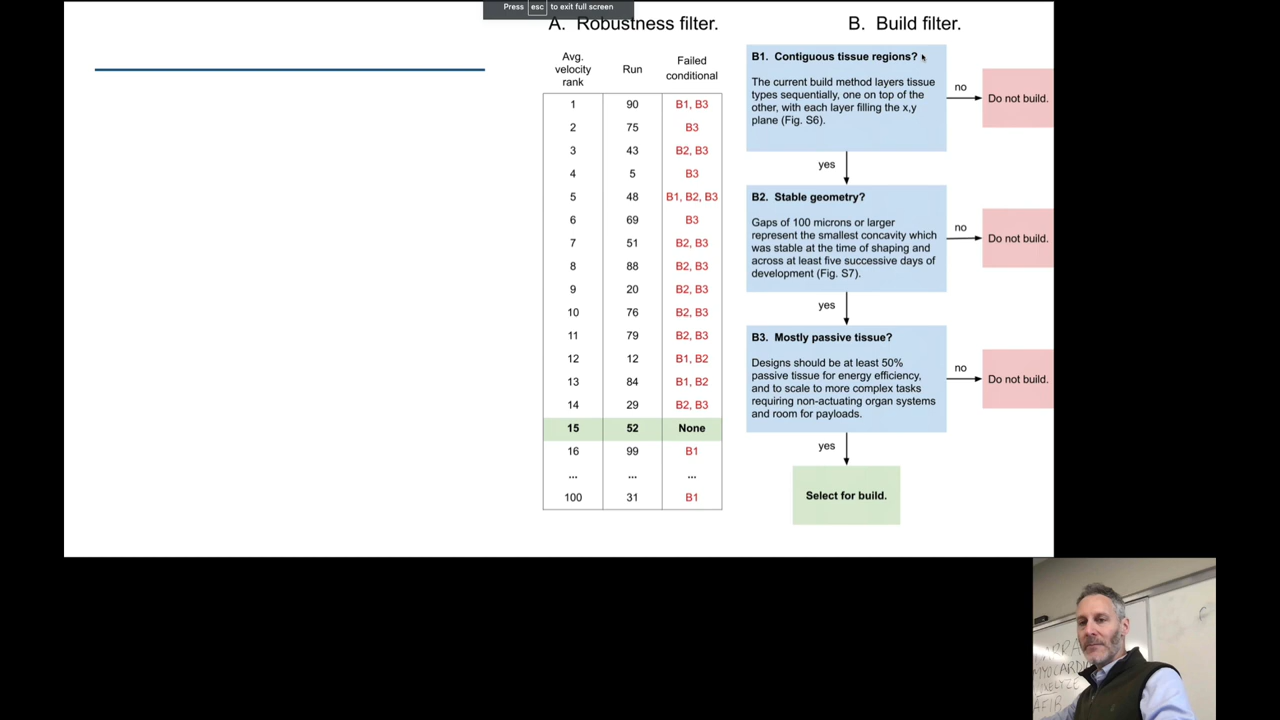 Press esc to exit full screen
A. Robustness filter.
Avg. velocity rank Run Failed conditional
1 90 B1, B3
2 75 B3
3 43 B2, B3
4 5 B3
5 48 B1, B2, B3
6 69 B3
7 51 B2, B3
8 88 B2, B3
9 20 B2, B3
10 76 B2, B3
11 79 B2, B3
12 12 B1, B2
13 84 B1, B2
14 29 B2, B3
15 52 None
16 99 B1
... ... ...
100 31 B1
B. Build filter.
B1. Contiguous tissue regions?
The current build method layers tissue
types sequentially, one on top of the
other, with each layer filling the x,y
plane (Fig. S6).
no
Do not build.
yes
B2. Stable geometry?
Gaps of 100 microns or larger
represent the smallest concavity which
was stable at the time of shaping and
across at least five successive days of
development (Fig. S7).
no
Do not build.
yes
B3. Mostly passive tissue?
Designs should be at least 50%
passive tissue for energy efficiency,
and to scale to more complex tasks
requiring non-actuating organ systems
and room for payloads.
no
Do not build.
yes
Select for build.
AFIB